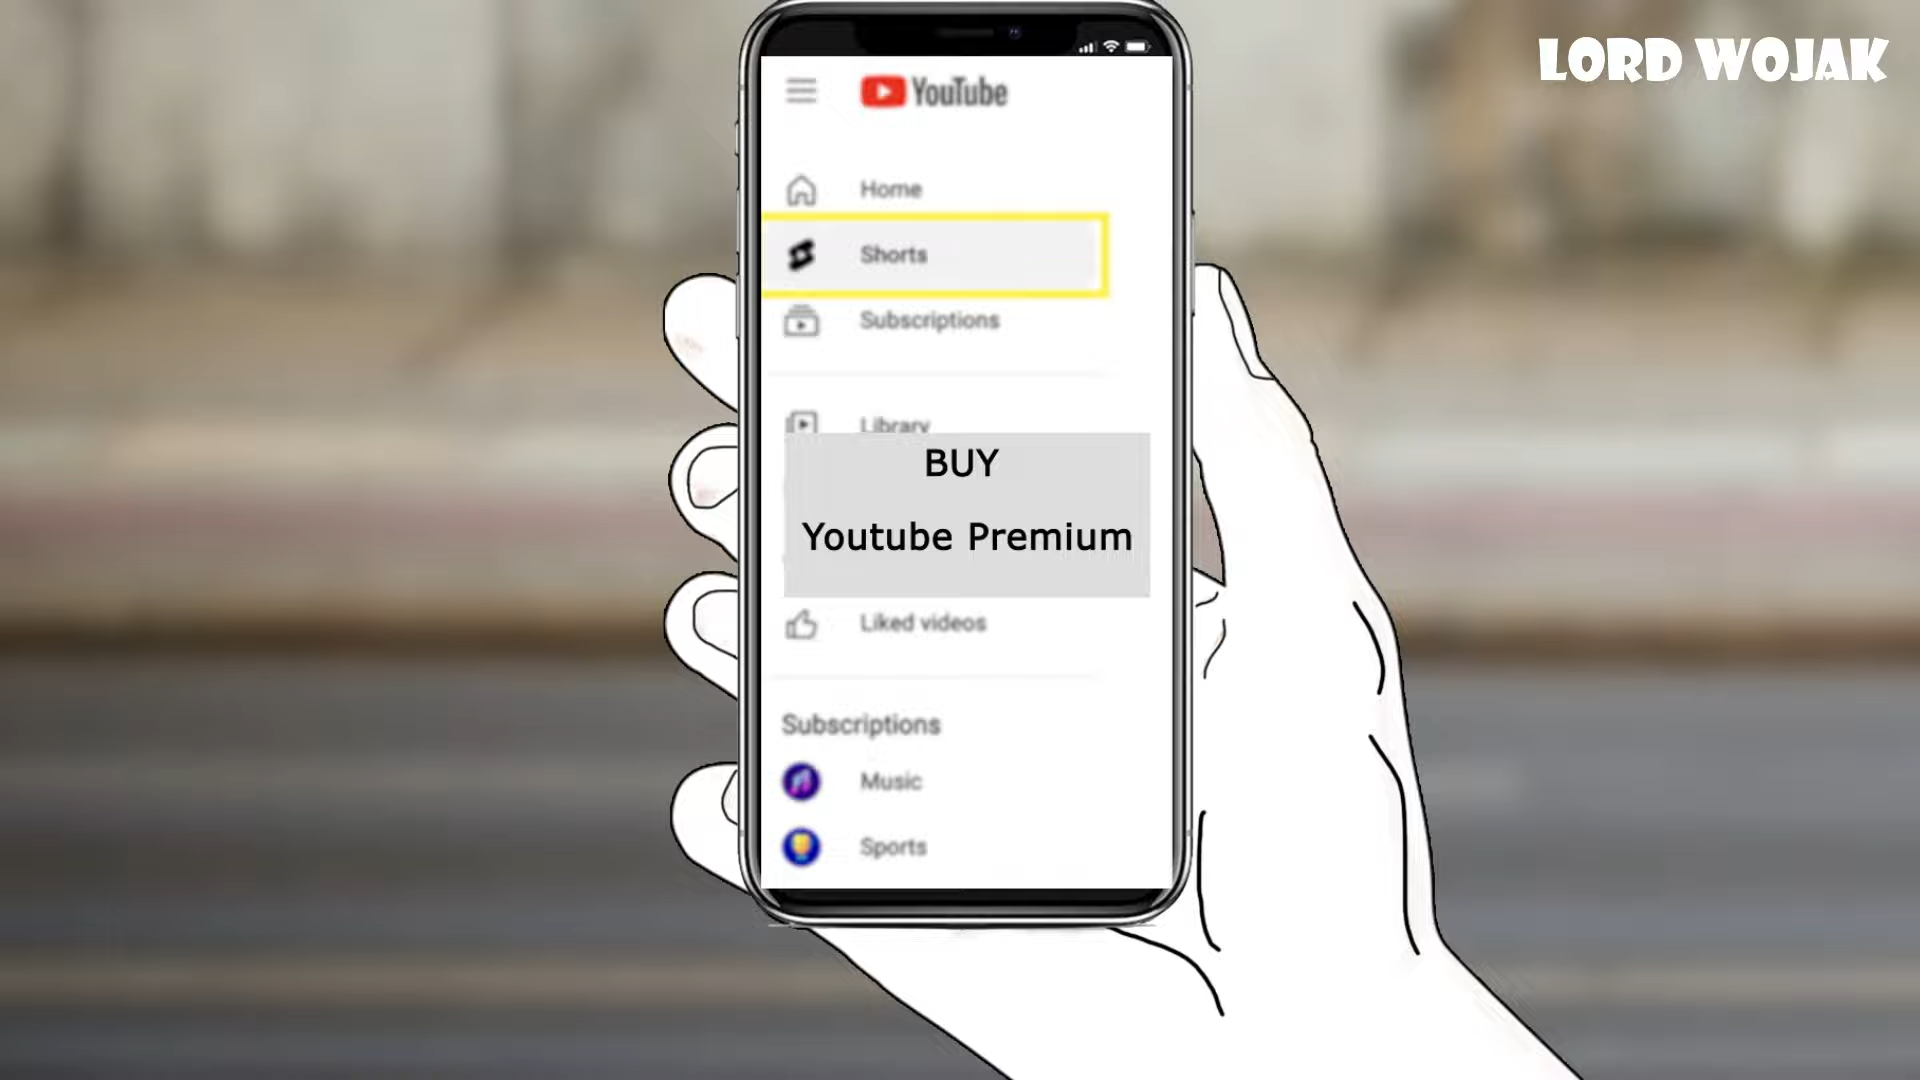 LORD WOJAK
YouTube
Home
Shorts
Subscriptions
Library
BUY
Youtube Premium
Liked videos
Subscriptions
Music
Sports